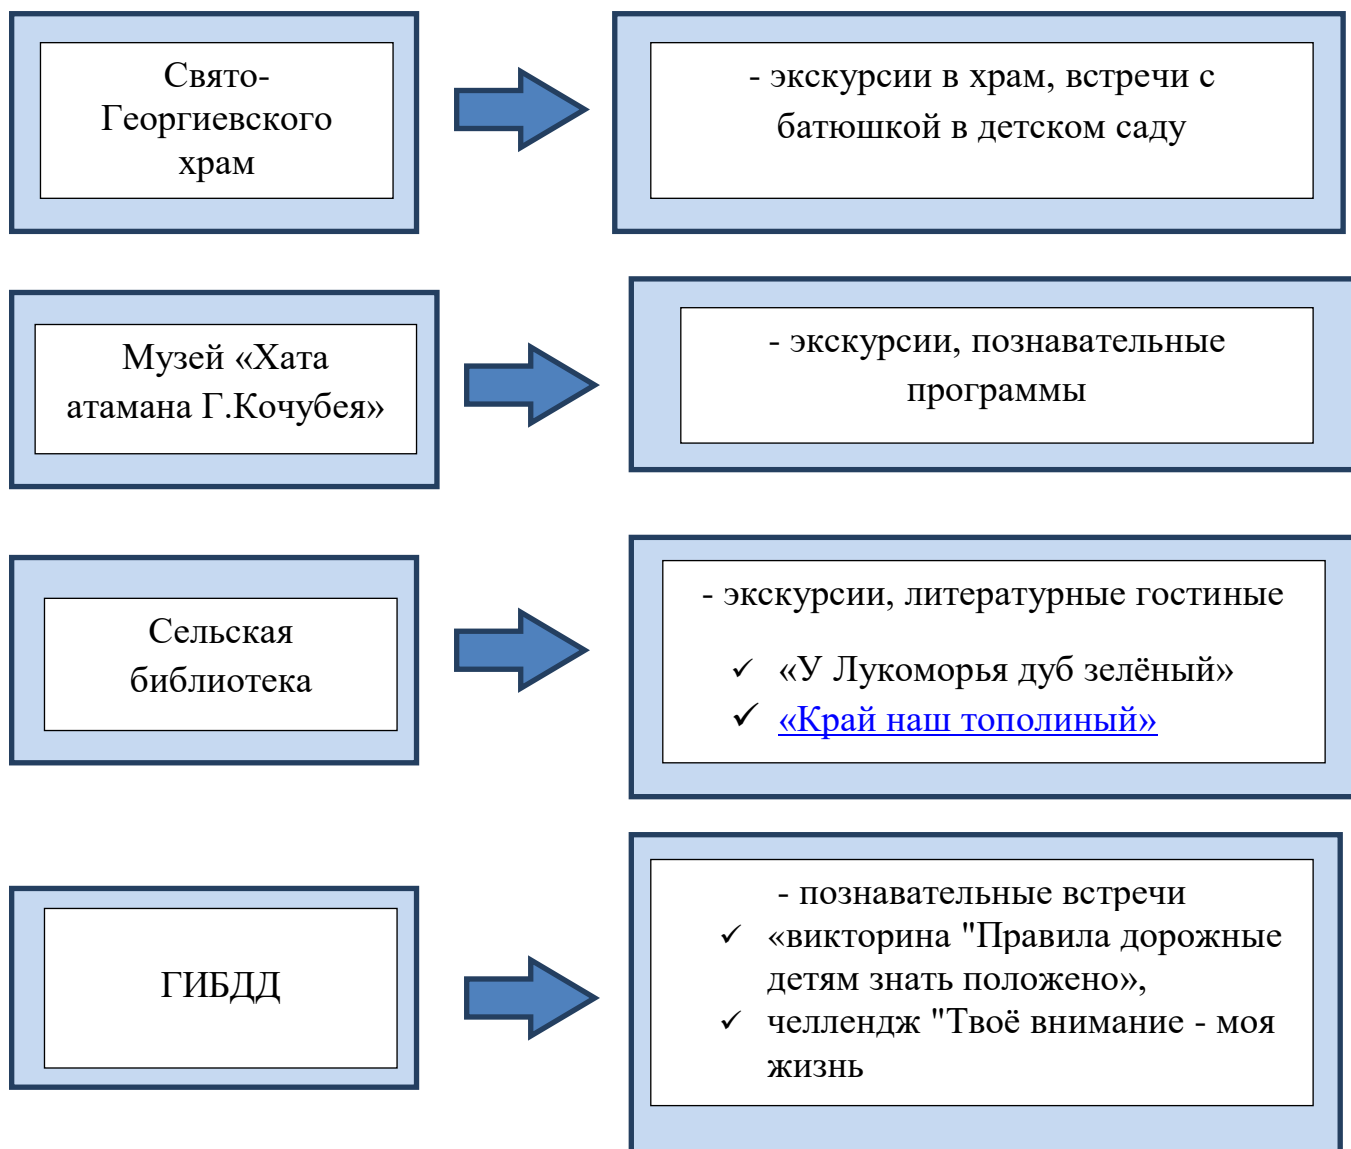 Свято-
Георгиевского
храм
- экскурсии в храм, встречи с
батюшкой в детском саду
Музей «Хата
атамана Г.Кочубея»
- экскурсии, познавательные
программы
Сельская
библиотека
- экскурсии, литературные гостиные
✓ «У Лукоморья дуб зелёный»
✓ «Край наш тополиный»
ГИБДД
- познавательные встречи
✓ «викторина "Правила дорожные
детям знать положено»,
✓ челлендж "Твоё внимание - моя
жизнь